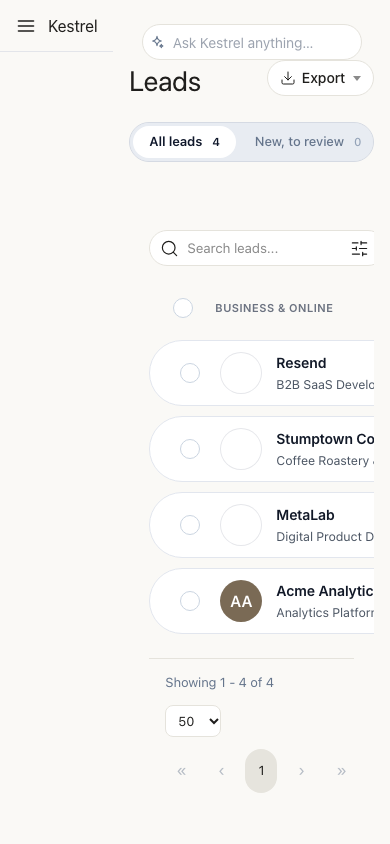 Kestrel
Ask Kestrel anything...
Leads
Export
All leads 4 New, to review 0
Search leads...
BUSINESS & ONLINE
Resend
B2B SaaS Develo
Stumptown Co
Coffee Roastery
MetaLab
Digital Product D
AA
Acme Analytic
Analytics Platfor
Showing 1 - 4 of 4
50
« ‹ 1 › »